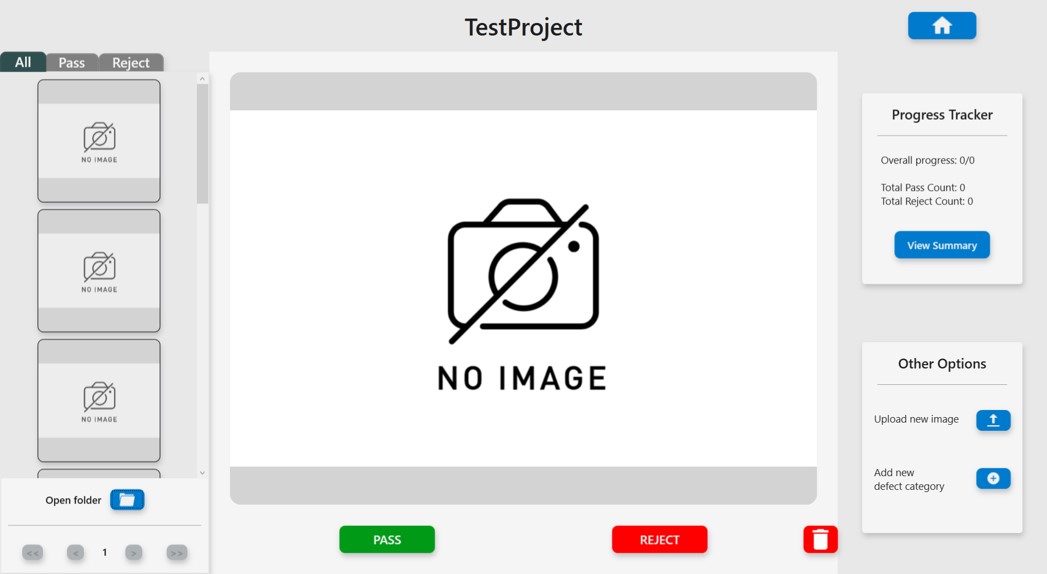 TestProject
All
Pass
Reject
NO IMAGE
NO IMAGE
NO IMAGE
Open folder
<< < 1 > >>
NO IMAGE
PASS
REJECT
Progress Tracker
Overall progress: 0/0
Total Pass Count: 0
Total Reject Count: 0
View Summary
Other Options
Upload new image
Add new
defect category